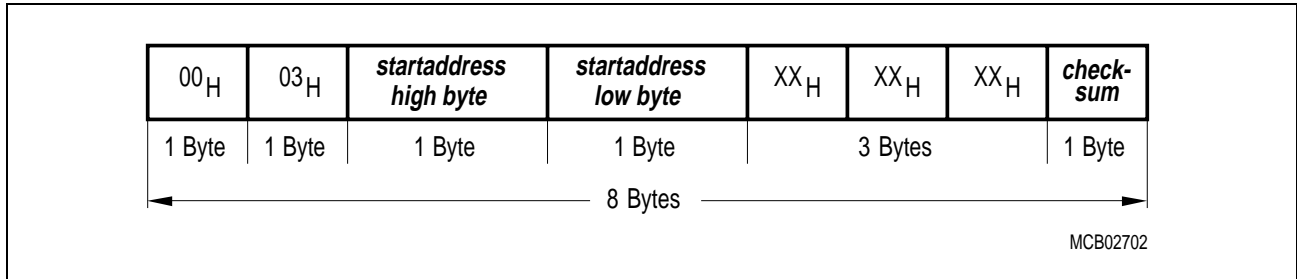 00H 03H startaddress high byte startaddress low byte XXH XXH XXH check-sum
1 Byte 1 Byte 1 Byte 1 Byte 3 Bytes 1 Byte
8 Bytes
MCB02702